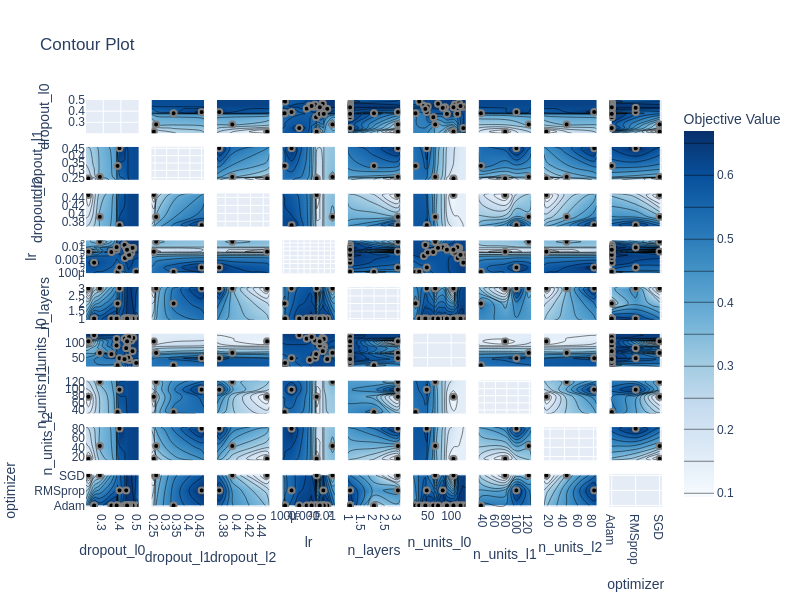 Contour Plot
Objective Value
dropout_l0
0.5
0.4
0.3
dropout_l1
0.45
0.4
0.35
0.3
0.25
dropout_l2
0.44
0.42
0.4
0.38
lr
0.01
0.001
100μ
n_layers
3
2.5
2
1.5
1
n_units_l0
100
50
n_units_l1
120
100
80
60
40
n_units_l2
80
60
40
20
optimizer
SGD
RMSprop
Adam
0.3
0.4
0.5
dropout_l0
0.25
0.3
0.35
0.4
0.45
dropout_l1
0.38
0.4
0.42
0.44
dropout_l2
100μ
0.001
0.01
lr
1
1.5
2
2.5
3
n_layers
50
100
n_units_l0
40
60
80
100
120
n_units_l1
20
40
60
80
n_units_l2
Adam
RMSprop
SGD
optimizer
0.6
0.5
0.4
0.3
0.2
0.1